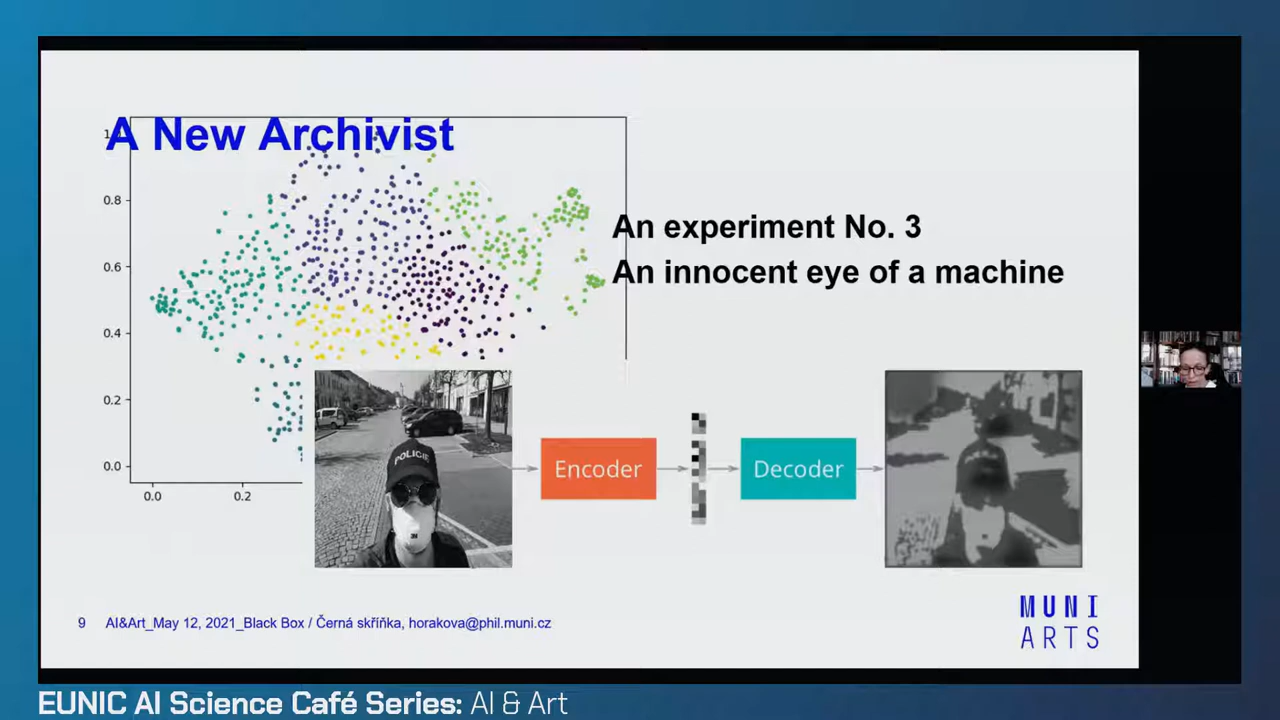 A New Archivist
1.
0.8
0.6
0.4
0.2
0.0
0.0
0.2
An experiment No. 3
An innocent eye of a machine
POLICIE
3M
Encoder
Decoder
9
AI&Art_May 12, 2021_Black Box / Černá skříňka, horakova@phil.muni.cz
MUNI
ARTS
EUNIC AI Science Café Series: AI & Art